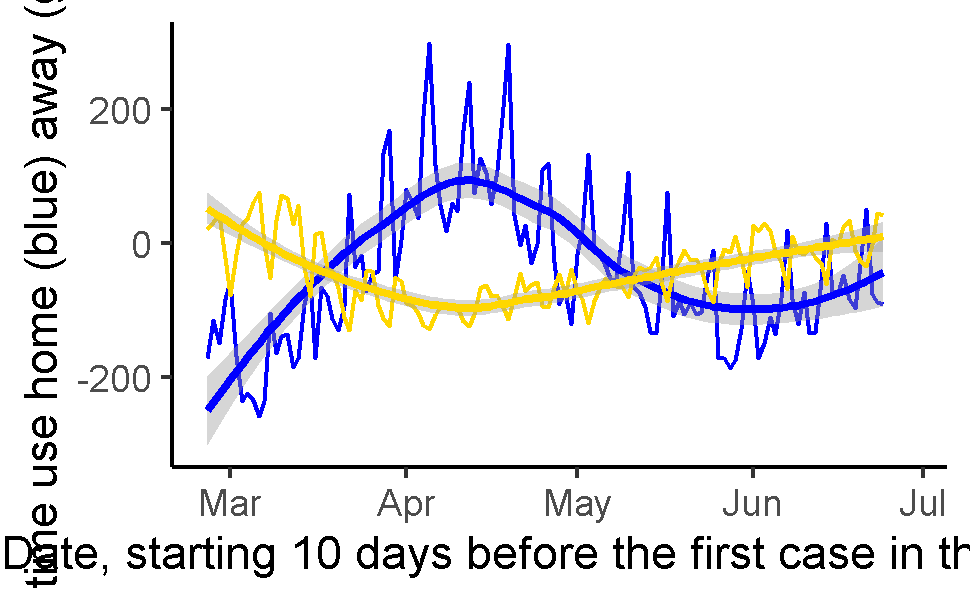 time use home (blue) away (
200
0
-200
Mar Apr May Jun Jul
Date, starting 10 days before the first case in th